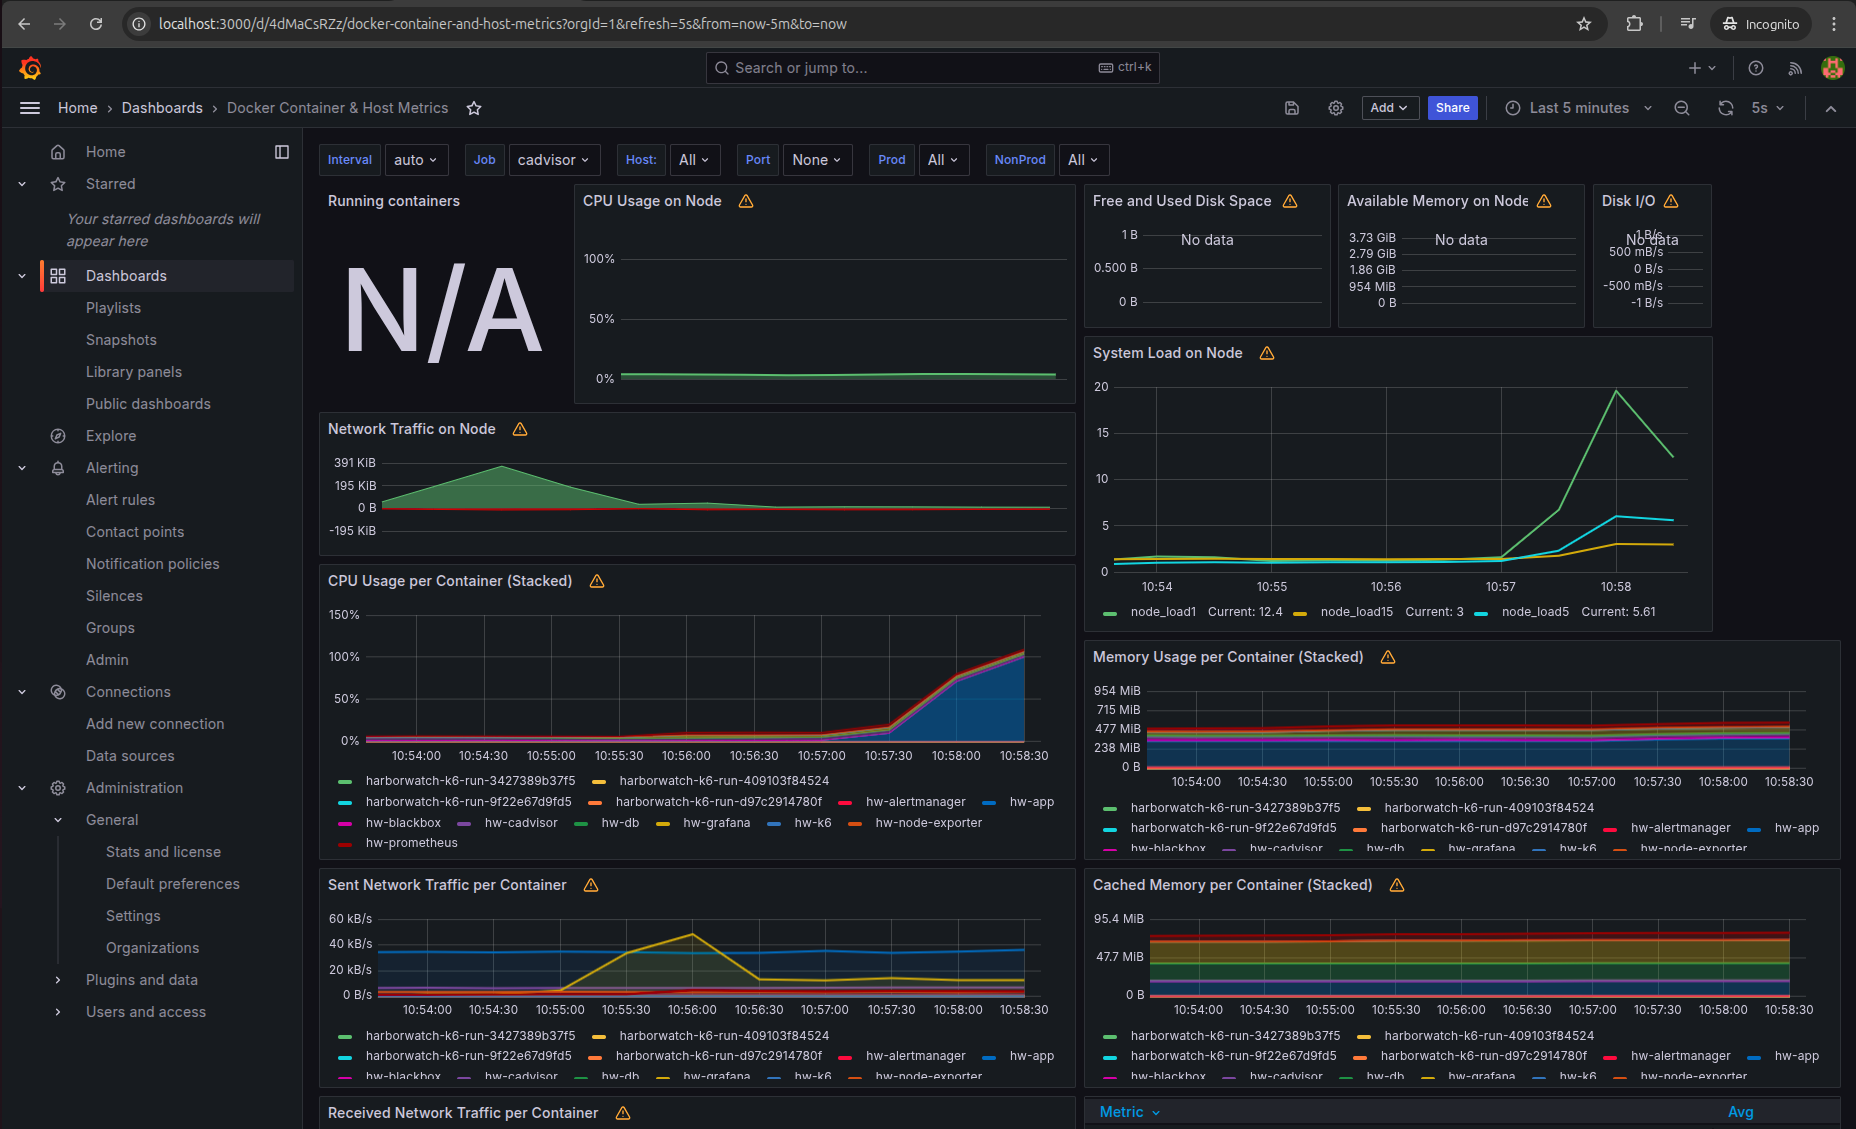 localhost:3000/d/4dMaCsRZz/docker-container-and-host-metrics?orgId=1&refresh=5s&from=now-5m&to=now
Incognito
Search or jump to...
ctrl+k
Home › Dashboards › Docker Container & Host Metrics
Add
Share
Last 5 minutes
5s
Home
Starred
Your starred dashboards will
appear here
Dashboards
Playlists
Snapshots
Library panels
Public dashboards
Explore
Alerting
Alert rules
Contact points
Notification policies
Silences
Groups
Admin
Connections
Add new connection
Data sources
Administration
General
Stats and license
Default preferences
Settings
Organizations
Plugins and data
Users and access
Interval auto Job cadvisor Host: All Port None Prod All NonProd All
Running containers
N/A
CPU Usage on Node
100%
50%
0%
Free and Used Disk Space
No data
1 B
0.500 B
0 B
Available Memory on Node
No data
3.73 GiB
2.79 GiB
1.86 GiB
954 MiB
0 B
Disk I/O
No data
1 B/s
500 mB/s
0 B/s
-500 mB/s
-1 B/s
Network Traffic on Node
391 KiB
195 KiB
0 B
-195 KiB
System Load on Node
20
15
10
5
0
10:54 10:55 10:56 10:57 10:58
node_load1 Current: 12.4 node_load15 Current: 3 node_load5 Current: 5.61
CPU Usage per Container (Stacked)
150%
100%
50%
0%
10:54:00 10:54:30 10:55:00 10:55:30 10:56:00 10:56:30 10:57:00 10:57:30 10:58:00 10:58:30
harborwatch-k6-run-3427389b37f5 harborwatch-k6-run-409103f84524
harborwatch-k6-run-9f22e67d9fd5 harborwatch-k6-run-d97c2914780f hw-alertmanager hw-app
hw-blackbox hw-cadvisor hw-db hw-grafana hw-k6 hw-node-exporter
hw-prometheus
Memory Usage per Container (Stacked)
954 MiB
715 MiB
477 MiB
238 MiB
0 B
10:54:00 10:54:30 10:55:00 10:55:30 10:56:00 10:56:30 10:57:00 10:57:30 10:58:00 10:58:30
harborwatch-k6-run-3427389b37f5 harborwatch-k6-run-409103f84524
harborwatch-k6-run-9f22e67d9fd5 harborwatch-k6-run-d97c2914780f hw-alertmanager hw-app
hw-blackbox hw-cadvisor hw-db hw-grafana hw-k6 hw-node-exporter
Sent Network Traffic per Container
60 kB/s
40 kB/s
20 kB/s
0 B/s
10:54:00 10:54:30 10:55:00 10:55:30 10:56:00 10:56:30 10:57:00 10:57:30 10:58:00 10:58:30
harborwatch-k6-run-3427389b37f5 harborwatch-k6-run-409103f84524
harborwatch-k6-run-9f22e67d9fd5 harborwatch-k6-run-d97c2914780f hw-alertmanager hw-app
hw-blackbox hw-cadvisor hw-db hw-grafana hw-k6 hw-node-exporter
Cached Memory per Container (Stacked)
95.4 MiB
47.7 MiB
0 B
10:54:00 10:54:30 10:55:00 10:55:30 10:56:00 10:56:30 10:57:00 10:57:30 10:58:00 10:58:30
harborwatch-k6-run-3427389b37f5 harborwatch-k6-run-409103f84524
harborwatch-k6-run-9f22e67d9fd5 harborwatch-k6-run-d97c2914780f hw-alertmanager hw-app
hw-blackbox hw-cadvisor hw-db hw-grafana hw-k6 hw-node-exporter
Received Network Traffic per Container
Metric Avg